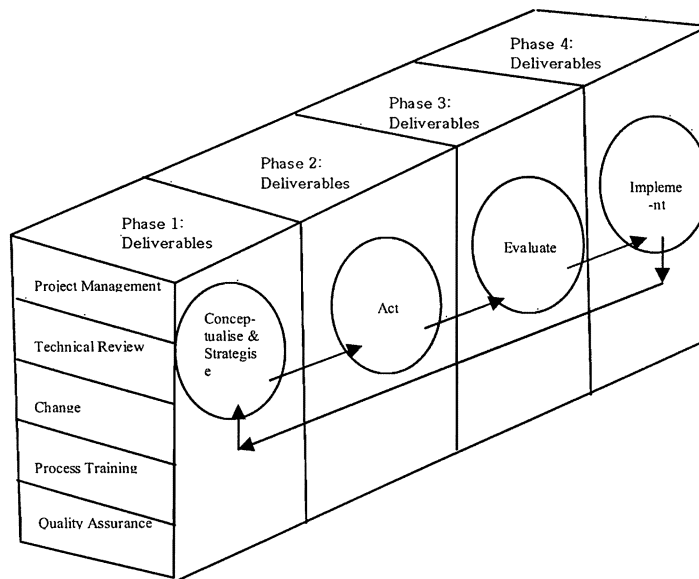 Phase 4:
Deliverables
Phase 3:
Deliverables
Phase 2:
Deliverables
Phase 1:
Deliverables
Project Management
Technical Review
Change
Process Training
Quality Assurance
Concep-
tualise &
Strategis
e
Act
Evaluate
Impleme
-nt